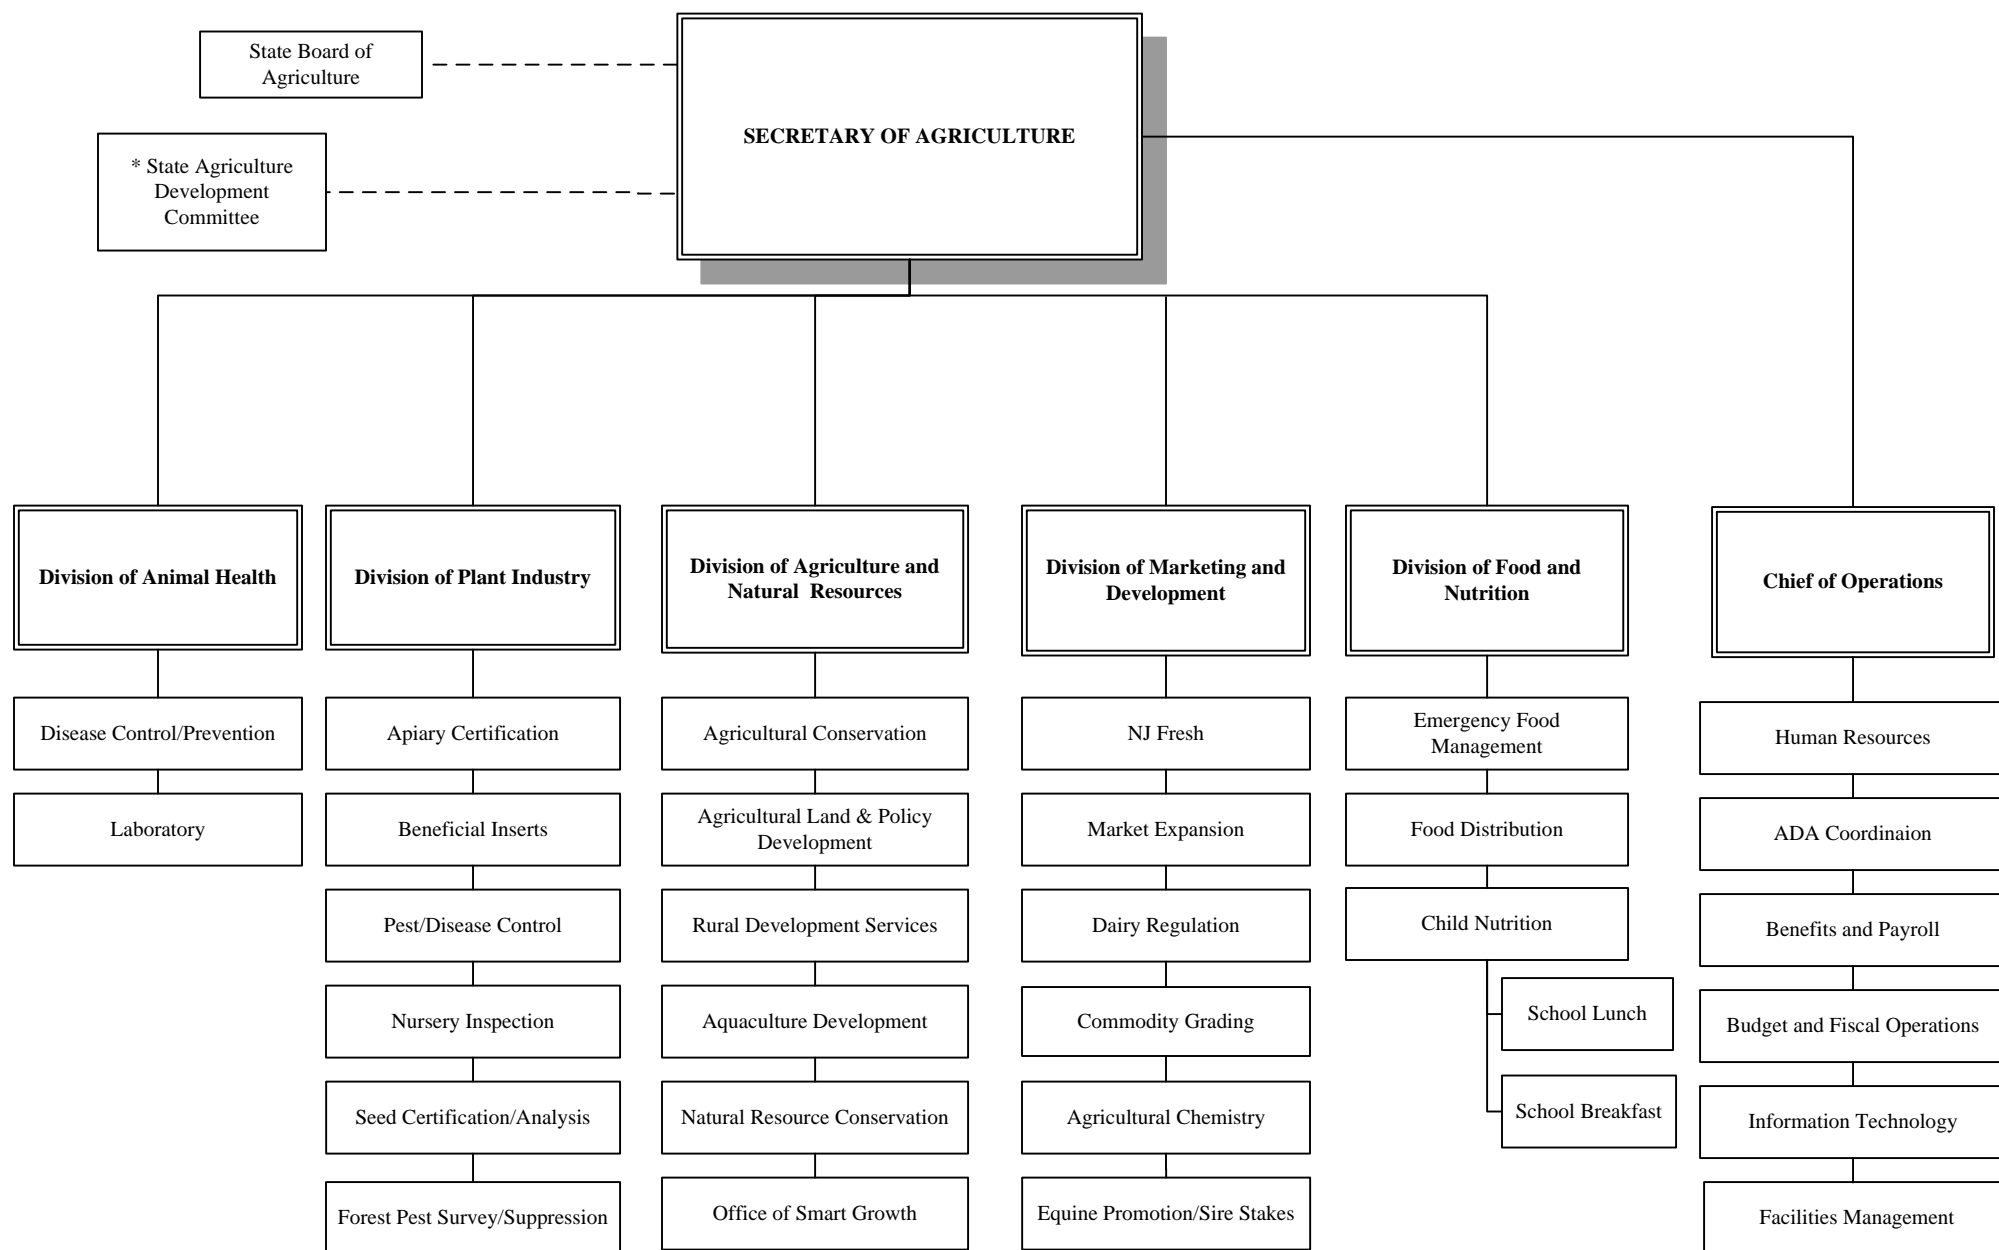 State Board of
Agriculture
SECRETARY OF AGRICULTURE
* State Agriculture
Development
Committee
Division of Animal Health
Division of Plant Industry
Division of Agriculture and
Natural Resources
Division of Marketing and
Development
Division of Food and
Nutrition
Chief of Operations
Disease Control/Prevention
Laboratory
Apiary Certification
Beneficial Inserts
Pest/Disease Control
Nursery Inspection
Seed Certification/Analysis
Forest Pest Survey/Suppression
Agricultural Conservation
Agricultural Land & Policy
Development
Rural Development Services
Aquaculture Development
Natural Resource Conservation
Office of Smart Growth
NJ Fresh
Market Expansion
Dairy Regulation
Commodity Grading
Agricultural Chemistry
Equine Promotion/Sire Stakes
Emergency Food
Management
Food Distribution
Child Nutrition
School Lunch
School Breakfast
Human Resources
ADA Coordinaion
Benefits and Payroll
Budget and Fiscal Operations
Information Technology
Facilities Management